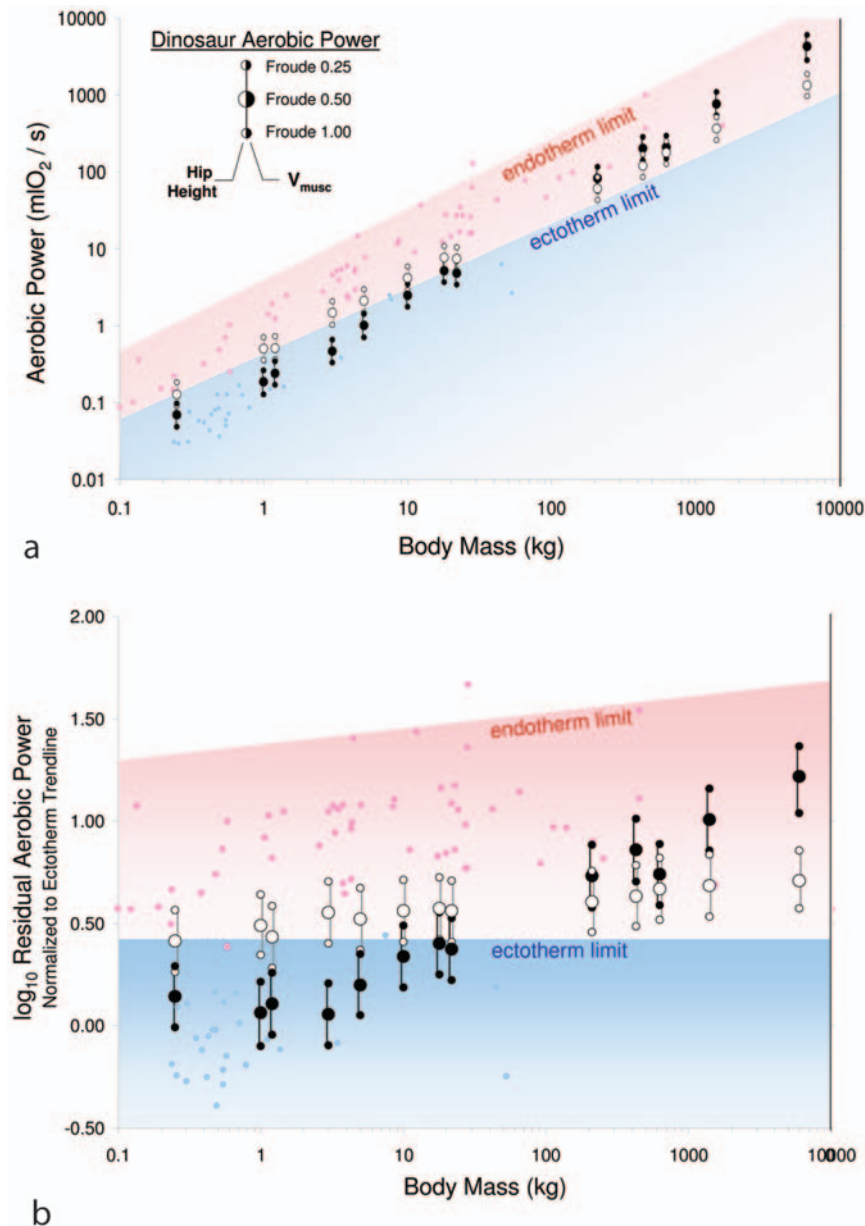 10000
1000
100
10
1
0.1
0.01
Aerobic Power (mlO2 / s)
Dinosaur Aerobic Power
Froude 0.25
Froude 0.50
Froude 1.00
Hip
Height
Vmusc
endotherm limit
ectotherm limit
0.1
1
10
100
1000
10000
Body Mass (kg)
a
2.00
1.50
1.00
0.50
0.00
-0.50
log10 Residual Aerobic Power
Normalized to Ectotherm Trendline
endotherm limit
ectotherm limit
0.1
1
10
100
1000
10000
Body Mass (kg)
b